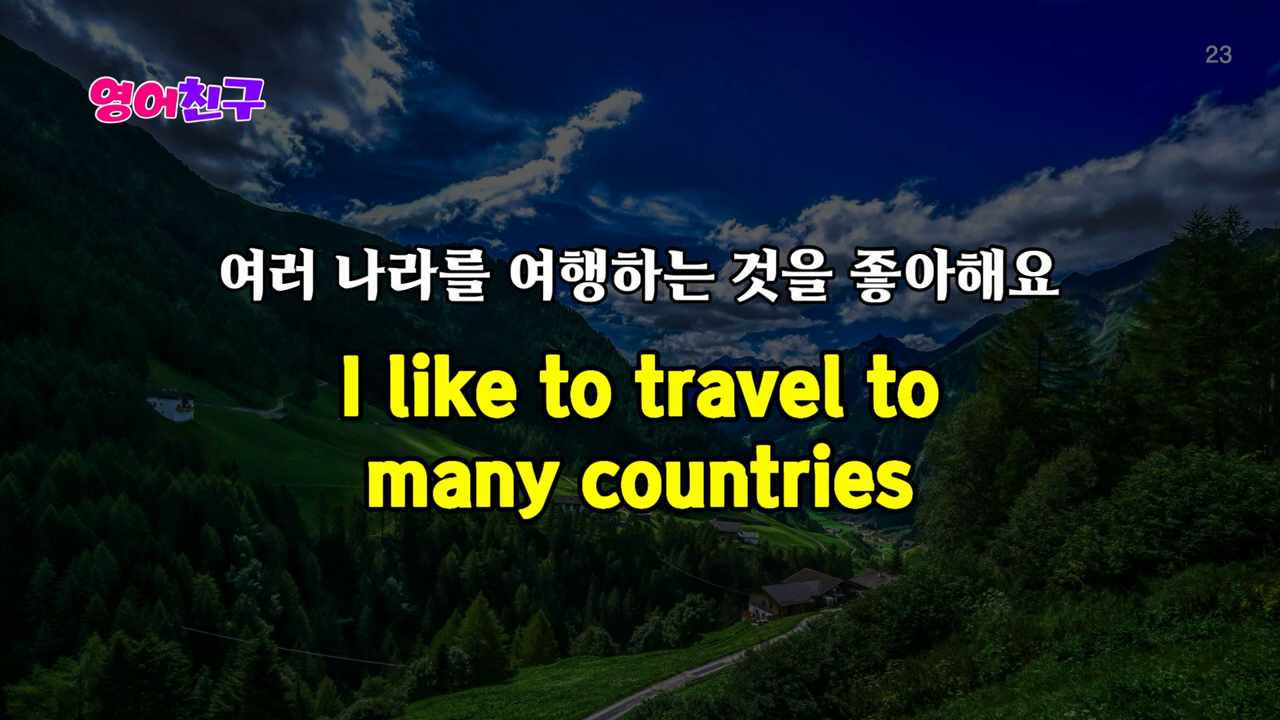 23
영어친구
여러 나라를 여행하는 것을 좋아해요
I like to travel to
many countries